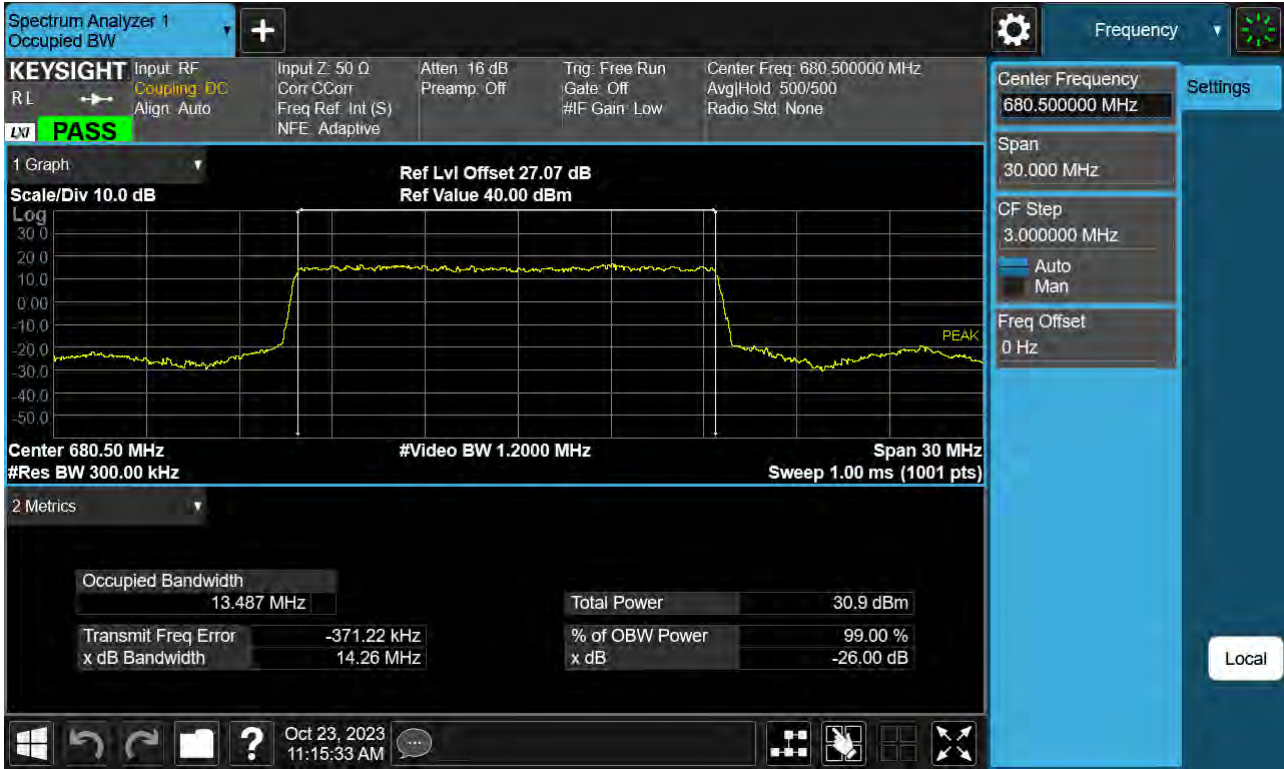 Spectrum Analyzer 1
Occupied BW
Frequency
KEYSIGHT
RL
LXI PASS
Input: RF
Coupling: DC
Align: Auto
Input Z: 50 Ω
Corr CCorr
Freq Ref: Int (S)
NFE: Adaptive
Atten: 16 dB
Preamp: Off
Trig: Free Run
Gate: Off
#IF Gain: Low
Center Freq: 680.500000 MHz
Avg|Hold: 500/500
Radio Std: None
Center Frequency
680.500000 MHz
Settings
Span
30.000 MHz
CF Step
3.000000 MHz
Auto
Man
Freq Offset
0 Hz
Local
1 Graph
Scale/Div 10.0 dB
Ref Lvl Offset 27.07 dB
Ref Value 40.00 dBm
Log
30.0
20.0
10.0
0.00
-10.0
-20.0
-30.0
-40.0
-50.0
PEAK
Center 680.50 MHz
#Video BW 1.2000 MHz
Span 30 MHz
#Res BW 300.00 kHz
Sweep 1.00 ms (1001 pts)
2 Metrics
Occupied Bandwidth
13.487 MHz
Total Power 30.9 dBm
Transmit Freq Error -371.22 kHz
% of OBW Power 99.00 %
x dB Bandwidth 14.26 MHz
x dB -26.00 dB
?
Oct 23, 2023
11:15:33 AM